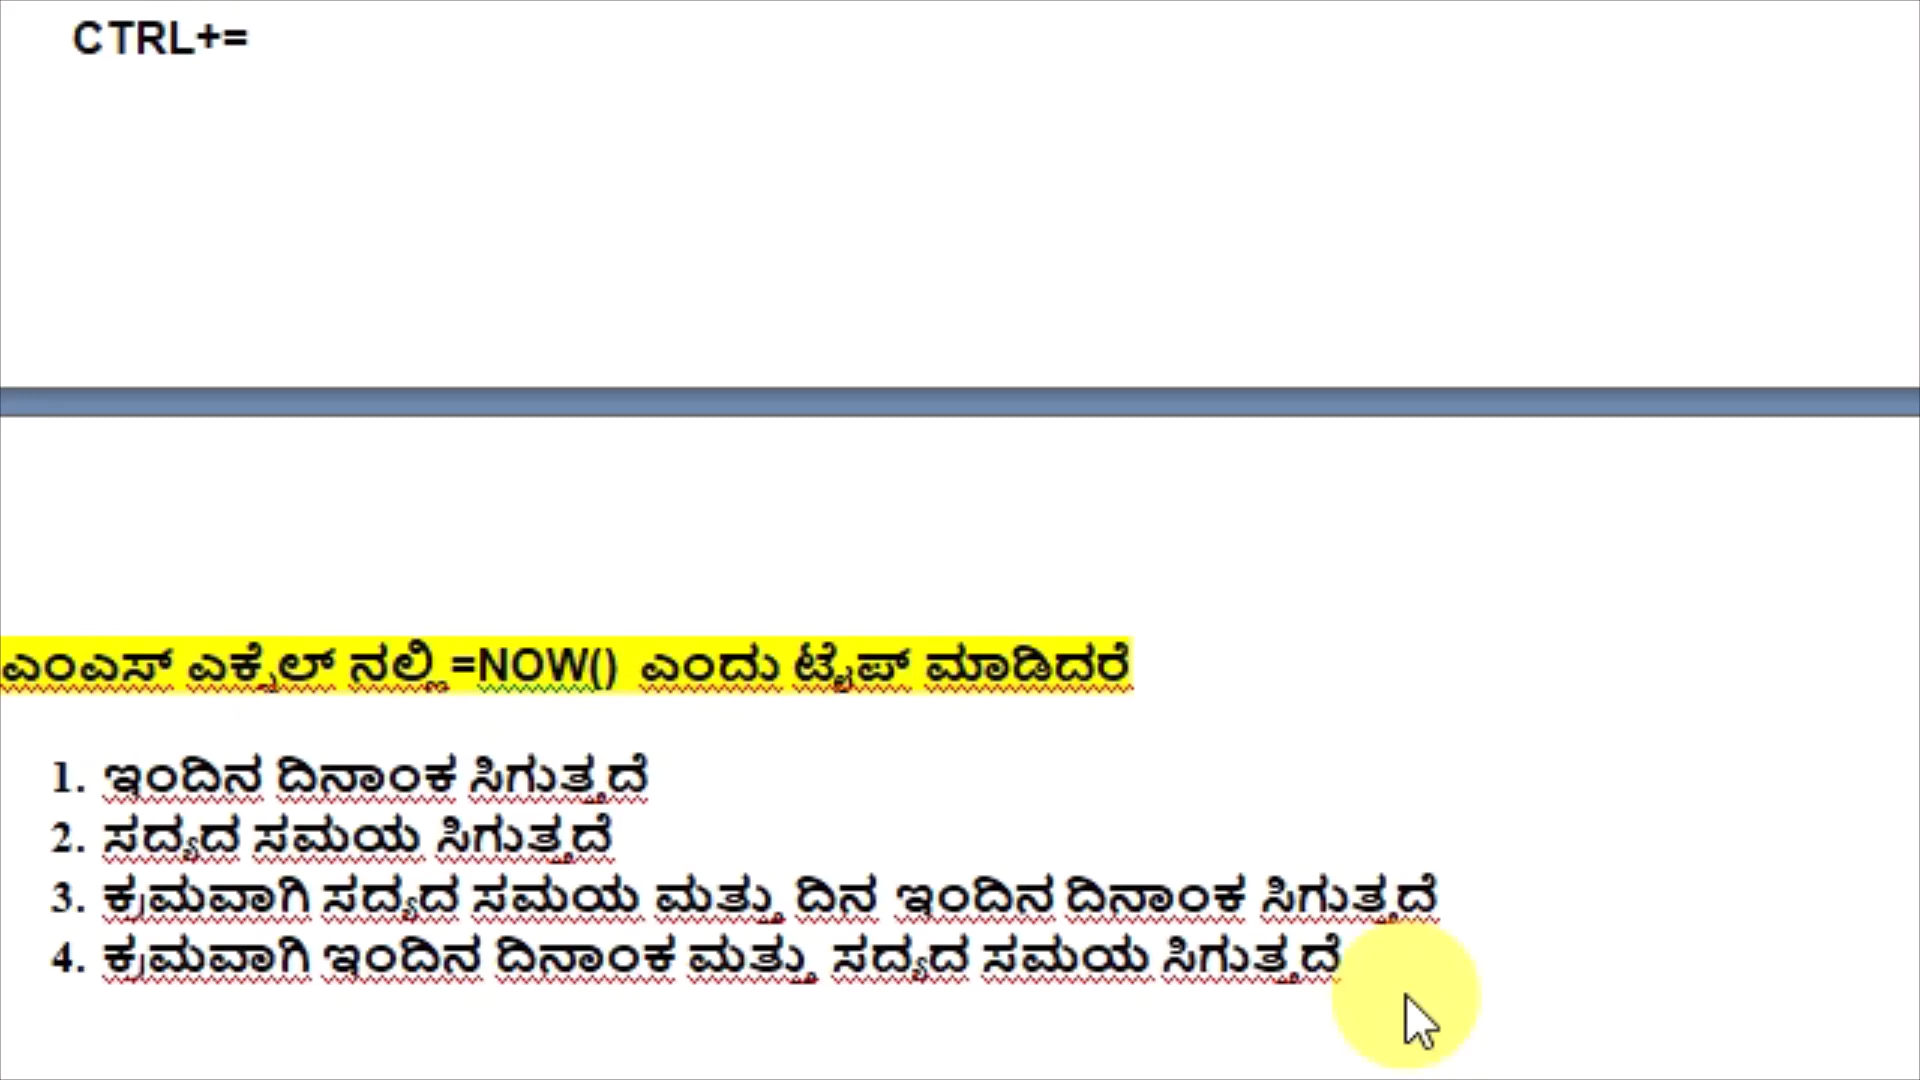 CTRL+=
ಎಂಎಸ್ ಎಕ್ಸೆಲ್ ನಲ್ಲಿ =NOW() ಎಂದು ಟೈಪ್ ಮಾಡಿದರೆ
1. ಇಂದಿನ ದಿನಾಂಕ ಸಿಗುತ್ತದೆ
2. ಸದ್ಯದ ಸಮಯ ಸಿಗುತ್ತದೆ
3. ಕ್ರಮವಾಗಿ ಸದ್ಯದ ಸಮಯ ಮತ್ತು ದಿನ ಇಂದಿನ ದಿನಾಂಕ ಸಿಗುತ್ತದೆ
4. ಕ್ರಮವಾಗಿ ಇಂದಿನ ದಿನಾಂಕ ಮತ್ತು ಸದ್ಯದ ಸಮಯ ಸಿಗುತ್ತದೆ